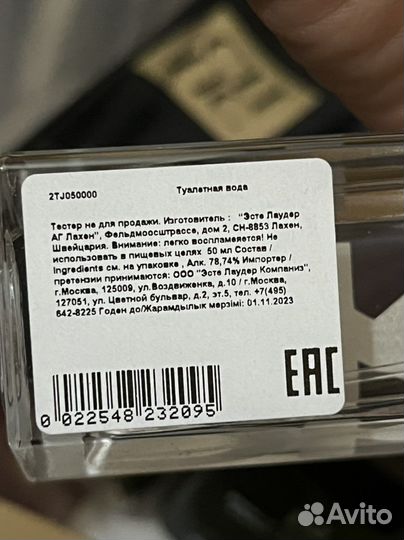 2TJ050000 Туалетная вода
Тестер не для продажи. Изготовитель : "Эсте Лаудер
АГ Лахен", Фельдмоосштрассе, дом 2, CH-8853 Лахен,
Швейцария. Внимание: легко воспламеяется! Не
использовать в пищевых целях 50 мл Состав /
Ingredients см. на упаковке , Алк. 78,74% Импортер /
претензии принимаются: ООО "Эсте Лаудер Компаниз",
г.Москва, 125009, ул.Воздвиженка, д.10 / г.Москва,
127051, ул. Цветной бульвар, д.2, эт.5, тел. +7(495)
642-8225 Годен до/Жарамдылык мерзімі: 01.11.2023
EAC
0 022548 232095
Avito